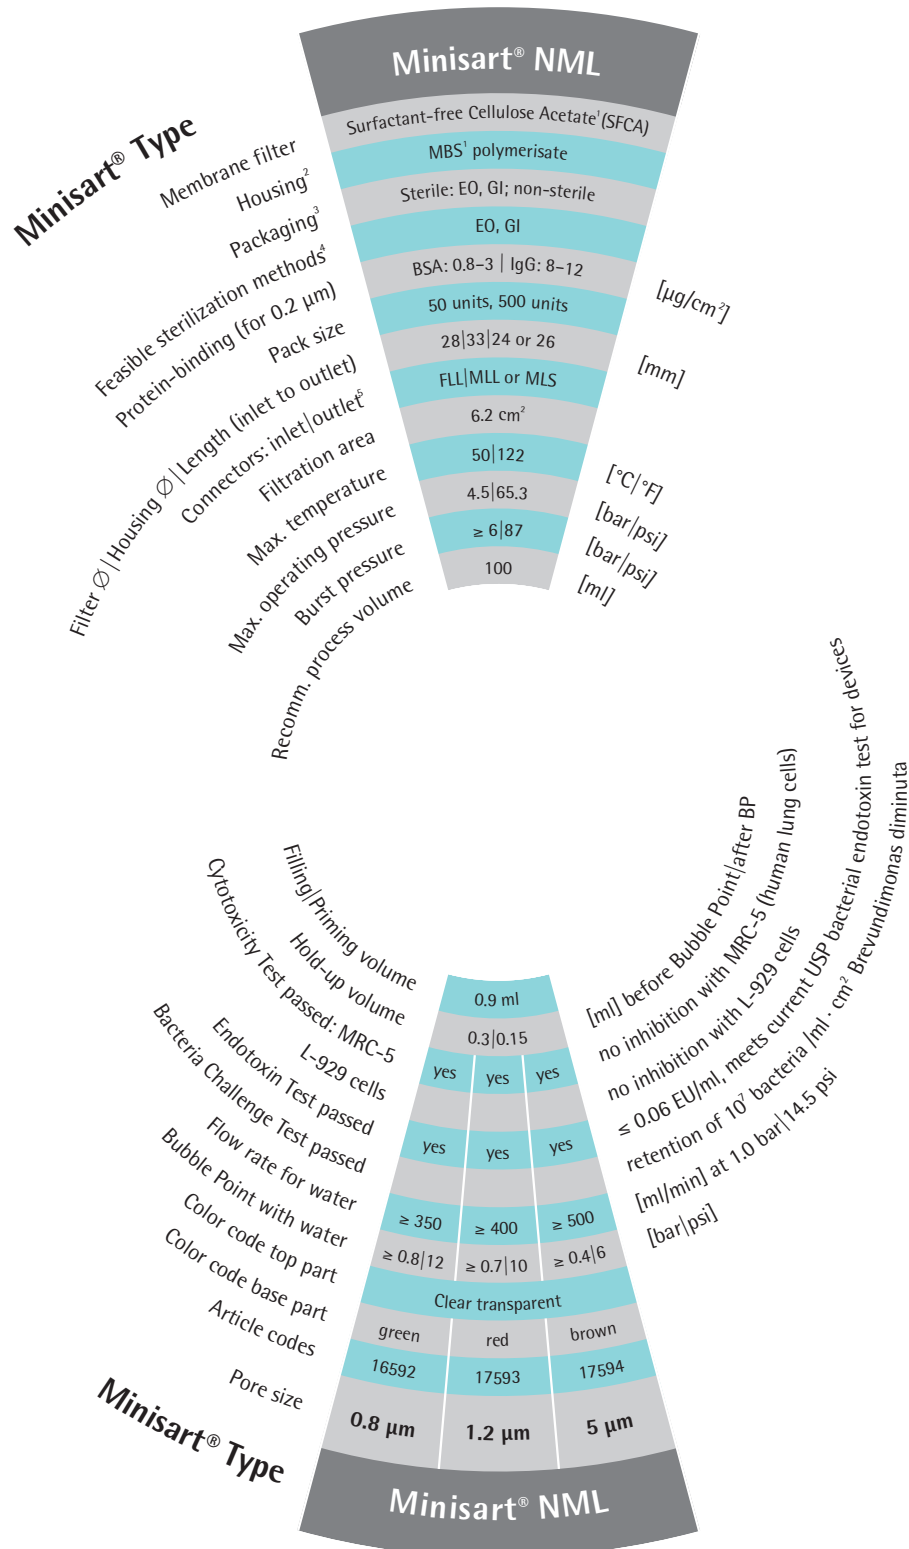 Minisart® NML
Minisart® Type
Surfactant-free Cellulose Acetate¹ (SFCA)
Membrane filter
MBS¹ polymerisate
Housing²
Sterile: EO, GI; non-sterile
Packaging³
EO, GI
Feasible sterilization methods⁴
BSA: 0.8–3 | IgG: 8–12
Protein-binding (for 0.2 µm)
[µg/cm²]
50 units, 500 units
Pack size
28|33|24 or 26
Filter Ø|Housing Ø|Length (inlet to outlet)
[mm]
FLL|MLL or MLS
Connectors: inlet|outlet⁵
6.2 cm²
Filtration area
50|122
Max. temperature
[°C|°F]
4.5|65.3
Max. operating pressure
[bar|psi]
≥ 6|87
Burst pressure
[bar|psi]
100
Recomm. process volume
[ml]
Filling|Priming volume
0.9 ml
Hold-up volume
0.3|0.15
[ml] before Bubble Point|after BP
Cytotoxicity Test passed: MRC-5
yes yes yes
no inhibition with MRC-5 (human lung cells)
L-929 cells
no inhibition with L-929 cells
Endotoxin Test passed
yes yes yes
≤ 0.06 EU/ml, meets current USP bacterial endotoxin test for devices
Bacteria Challenge Test passed
retention of 10⁷ bacteria /ml · cm² Brevundimonas diminuta
Flow rate for water
≥ 350 ≥ 400 ≥ 500
[ml/min] at 1.0 bar|14.5 psi
Bubble Point with water
≥ 0.8|12 ≥ 0.7|10 ≥ 0.4|6
[bar|psi]
Color code top part
Clear transparent
Color code base part
green red brown
Article codes
16592 17593 17594
Pore size
0.8 µm 1.2 µm 5 µm
Minisart® Type
Minisart® NML